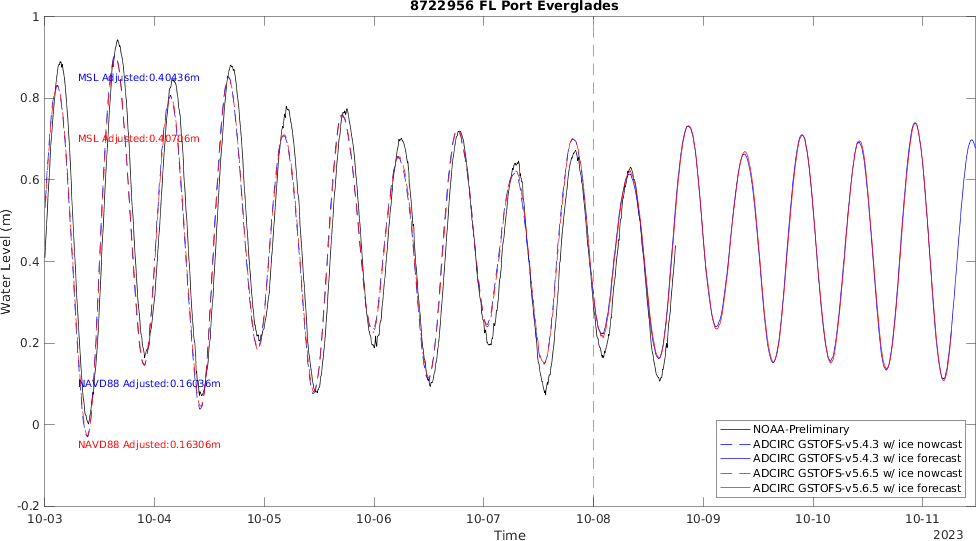 8722956 FL Port Everglades
1
0.8
0.6
0.4
0.2
0
-0.2
Water Level (m)
MSL Adjusted:0.40436m
MSL Adjusted:0.40706m
NAVD88 Adjusted:0.16036m
NAVD88 Adjusted:0.16306m
NOAA-Preliminary
ADCIRC GSTOFS-v5.4.3 w/ ice nowcast
ADCIRC GSTOFS-v5.4.3 w/ ice forecast
ADCIRC GSTOFS-v5.6.5 w/ ice nowcast
ADCIRC GSTOFS-v5.6.5 w/ ice forecast
10-03 10-04 10-05 10-06 10-07 10-08 10-09 10-10 10-11
Time
2023